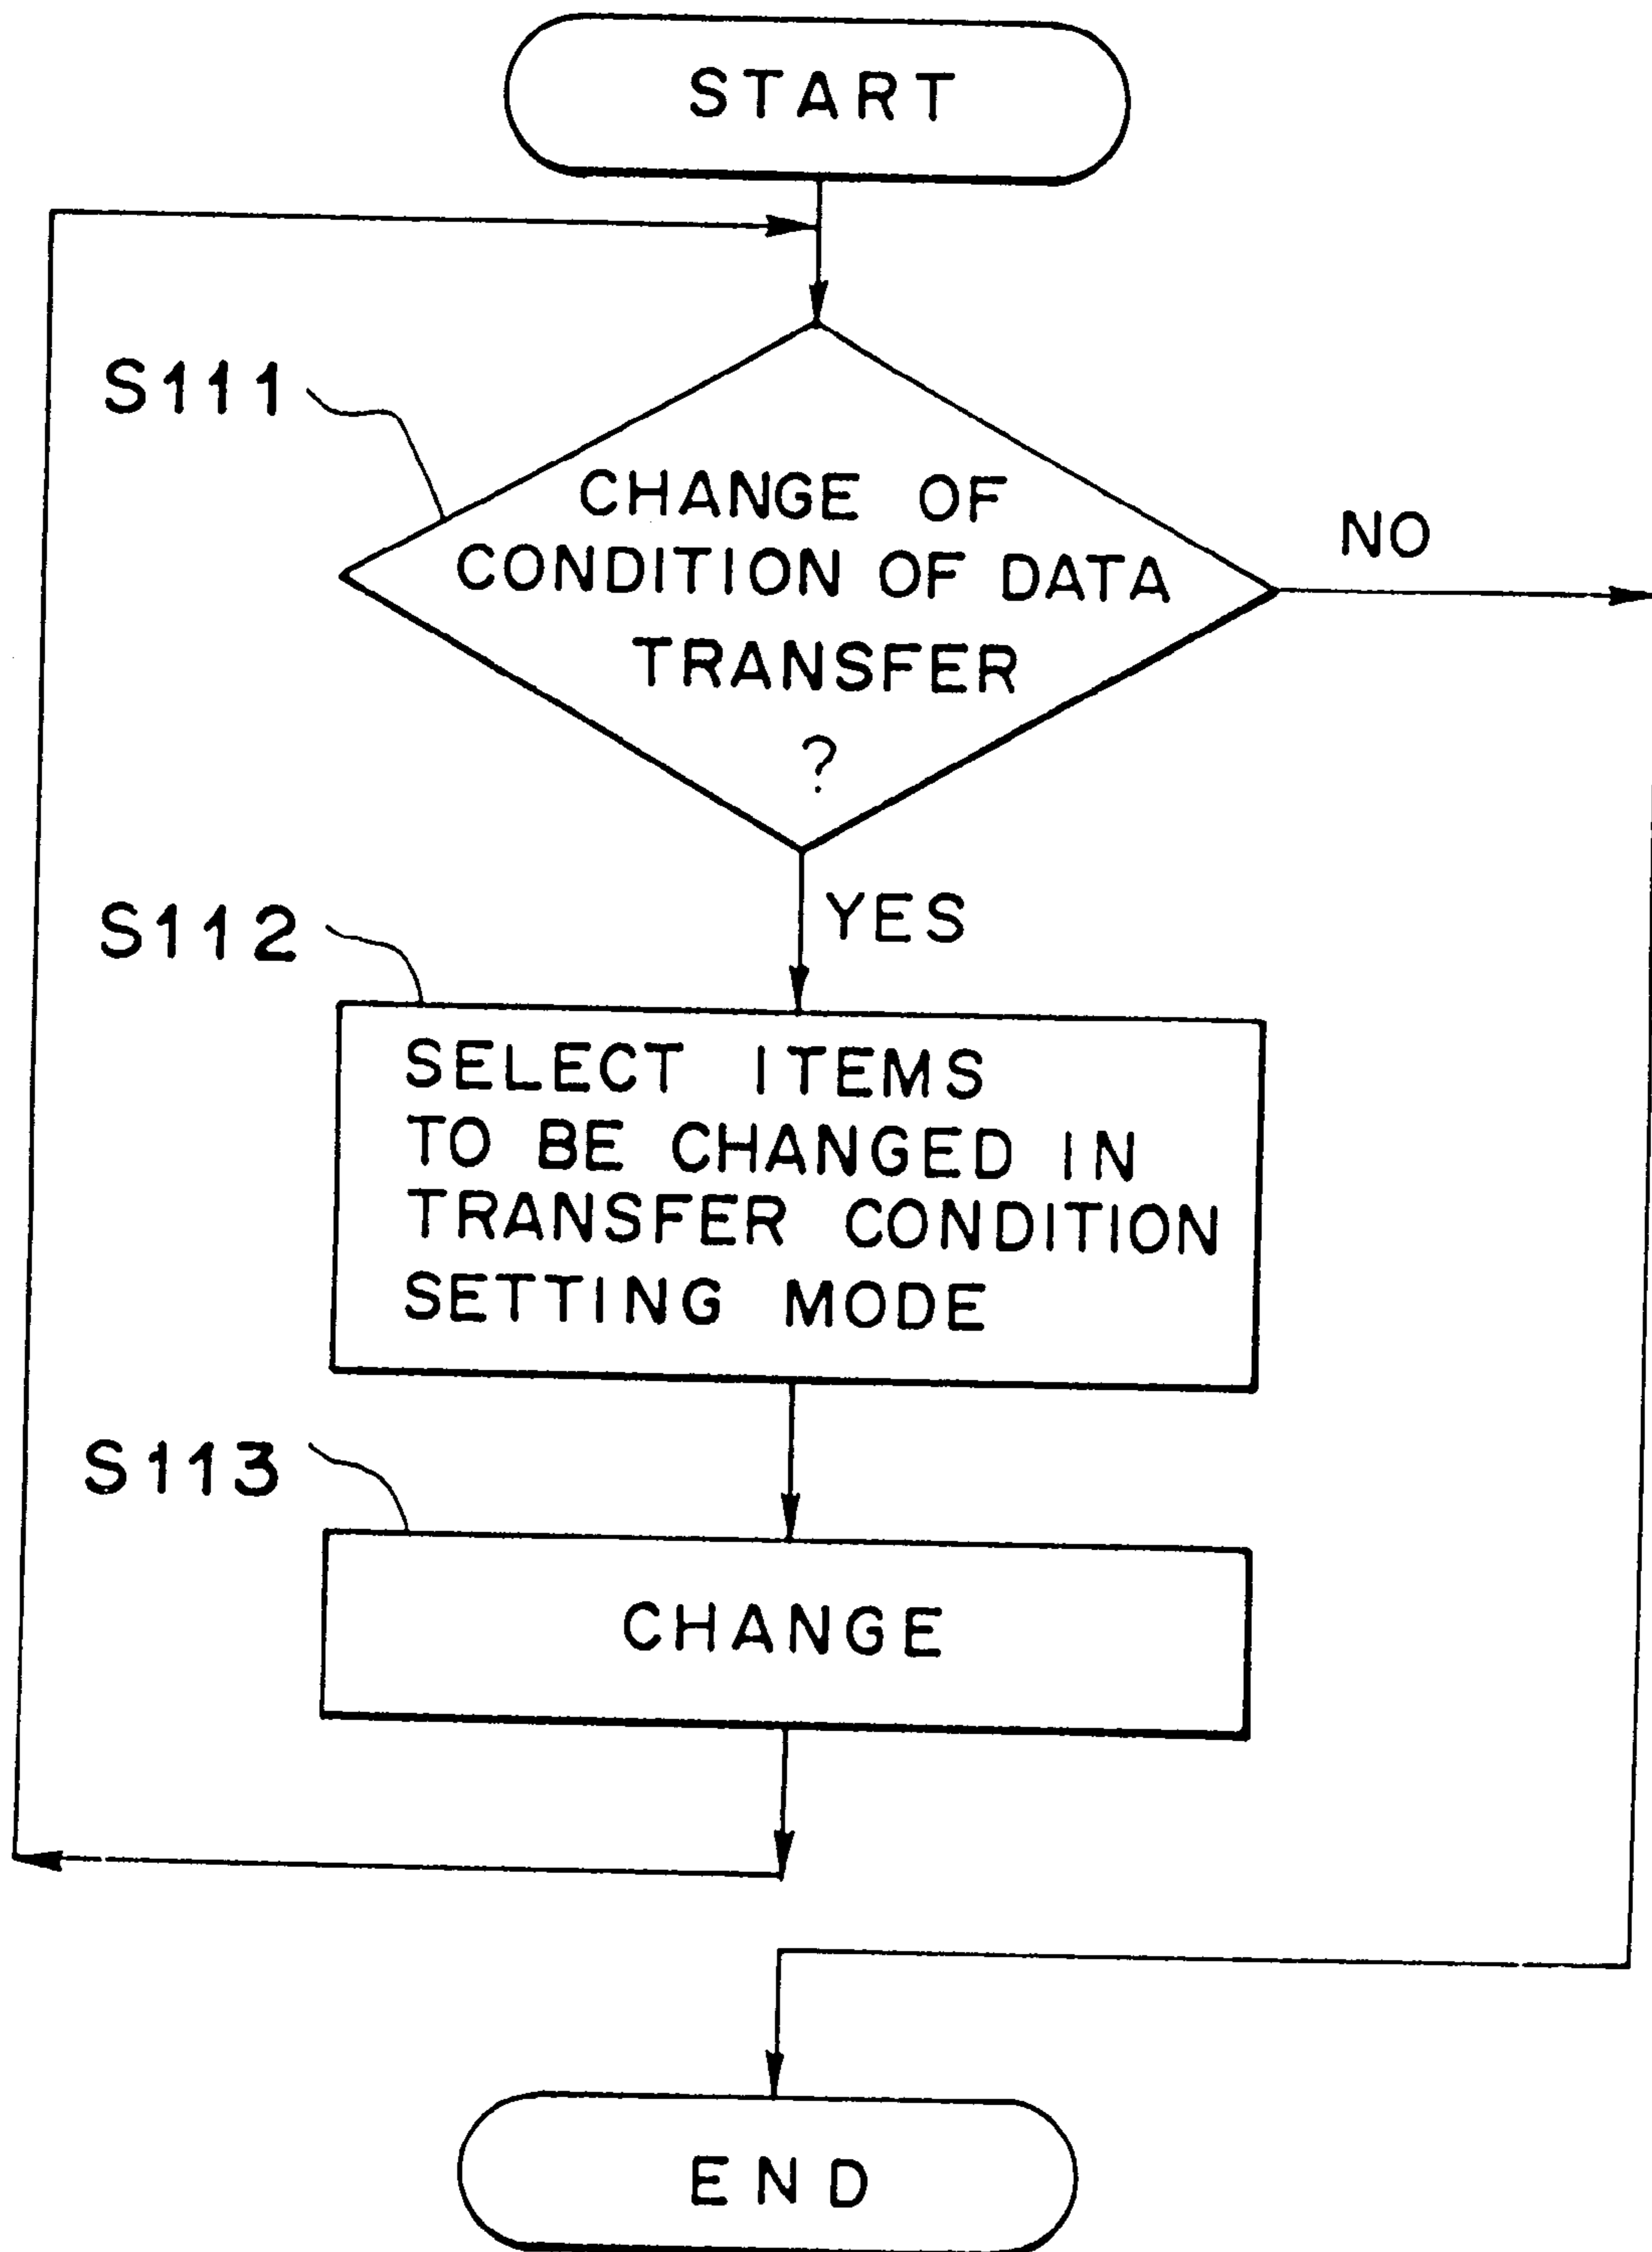 START
S111
CHANGE OF
CONDITION OF DATA
TRANSFER
?
NO
YES
S112
SELECT ITEMS
TO BE CHANGED IN
TRANSFER CONDITION
SETTING MODE
S113
CHANGE
END